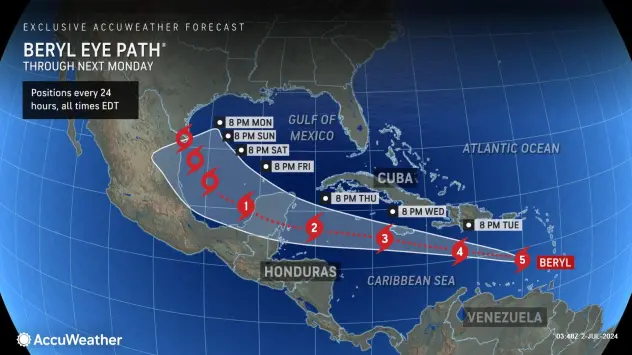 EXCLUSIVE ACCUWEATHER FORECAST
BERYL EYE PATH®
THROUGH NEXT MONDAY
Positions every 24
hours, all times EDT
8 PM MON
8 PM SUN
8 PM SAT
8 PM FRI
8 PM THU
8 PM WED
8 PM TUE
GULF OF
MEXICO
ATLANTIC OCEAN
CUBA
1
2
3
4
5
BERYL
HONDURAS
CARIBBEAN SEA
VENEZUELA
AccuWeather
03:48Z 2-JUL-2024